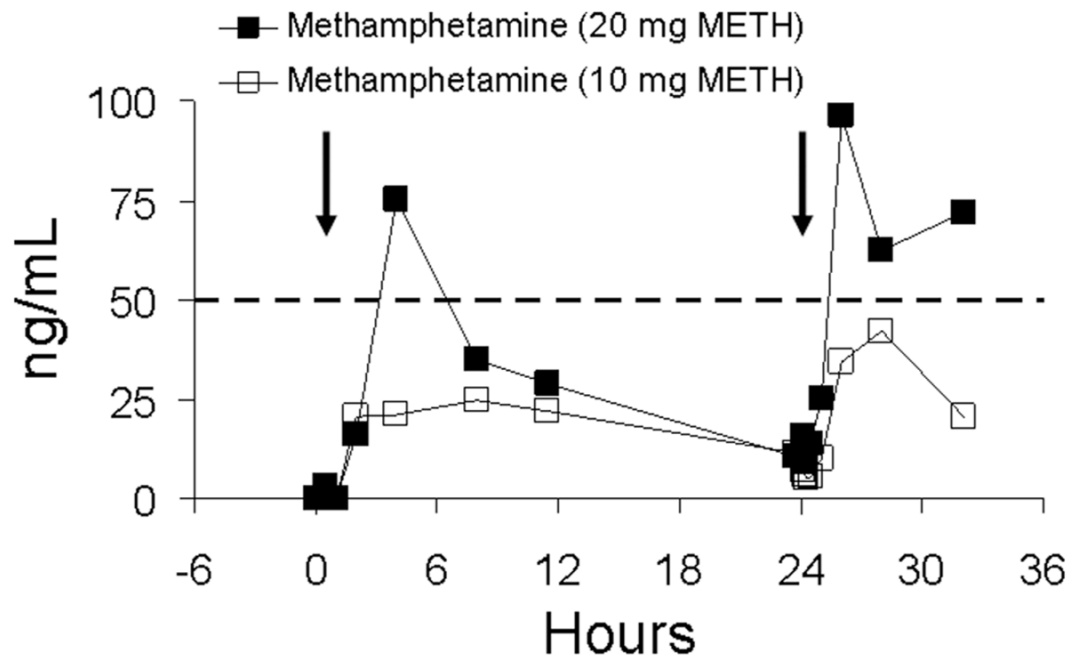 Methamphetamine (20 mg METH)
Methamphetamine (10 mg METH)
100
75
50
25
0
ng/mL
-6 0 6 12 18 24 30 36
Hours